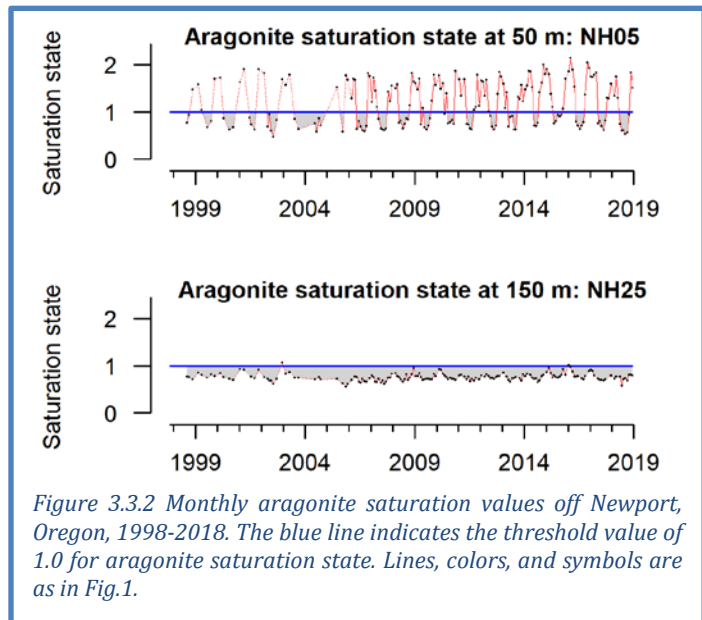 Aragonite saturation state at 50 m: NH05
Saturation state
2
1
0
1999 2004 2009 2014 2019
Aragonite saturation state at 150 m: NH25
Saturation state
2
1
0
1999 2004 2009 2014 2019
Figure 3.3.2 Monthly aragonite saturation values off Newport,
Oregon, 1998-2018. The blue line indicates the threshold value of
1.0 for aragonite saturation state. Lines, colors, and symbols are
as in Fig.1.